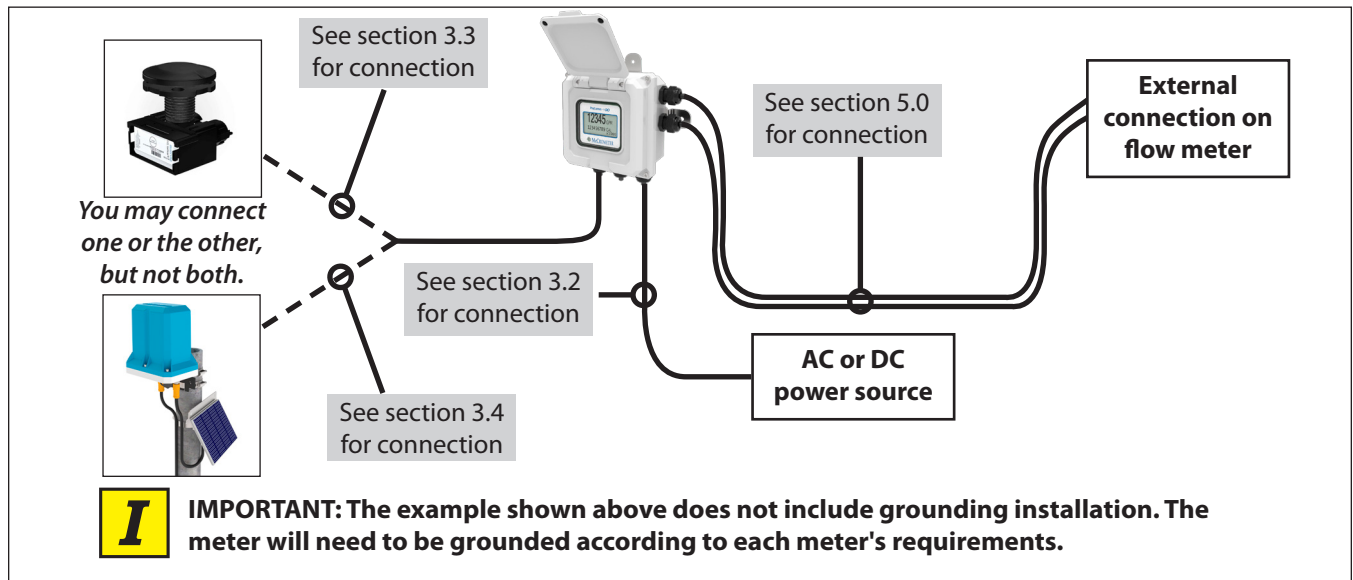 See section 3.3
for connection
You may connect
one or the other,
but not both.
See section 3.4
for connection
12345
McCROMETER
See section 3.2
for connection
See section 5.0
for connection
External
connection on
flow meter
AC or DC
power source
I
IMPORTANT: The example shown above does not include grounding installation. The
meter will need to be grounded according to each meter's requirements.